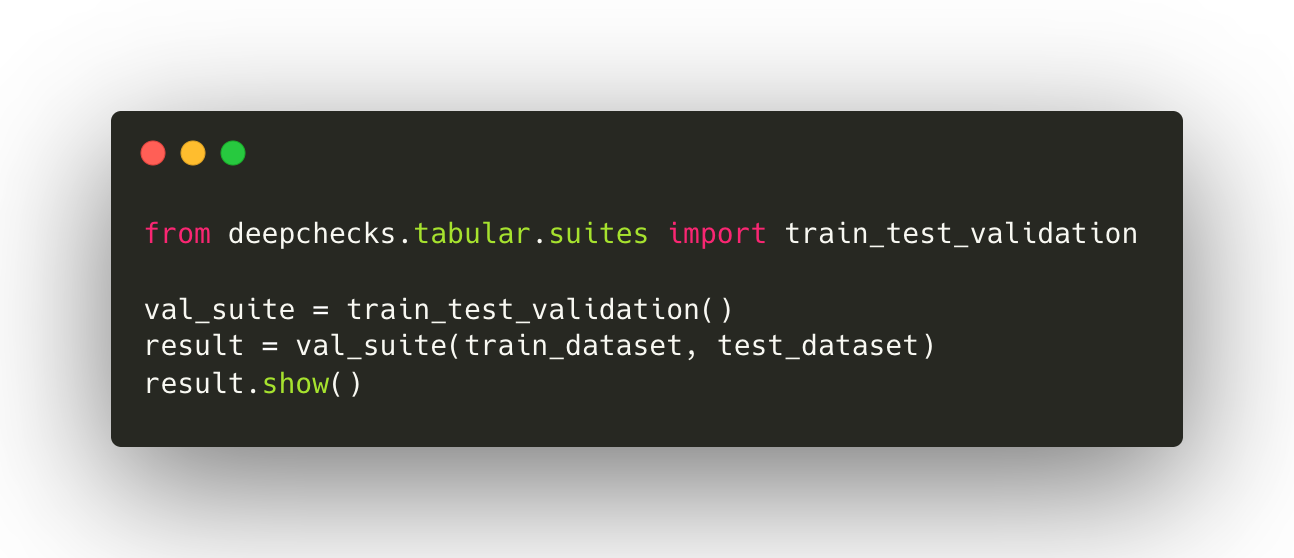 from deepchecks.tabular.suites import train_test_validation
val_suite = train_test_validation()
result = val_suite(train_dataset, test_dataset)
result.show()